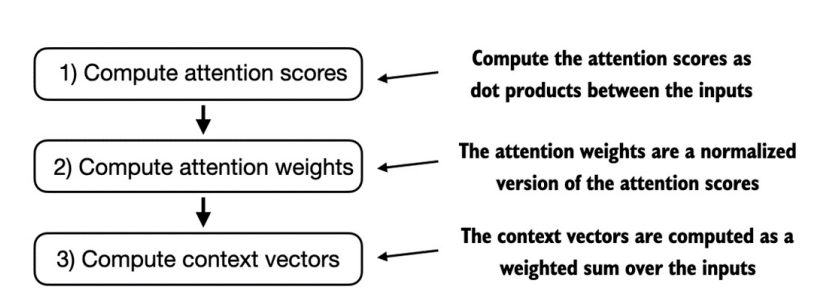 1) Compute attention scores
Compute the attention scores as
dot products between the inputs
2) Compute attention weights
The attention weights are a normalized
version of the attention scores
3) Compute context vectors
The context vectors are computed as a
weighted sum over the inputs